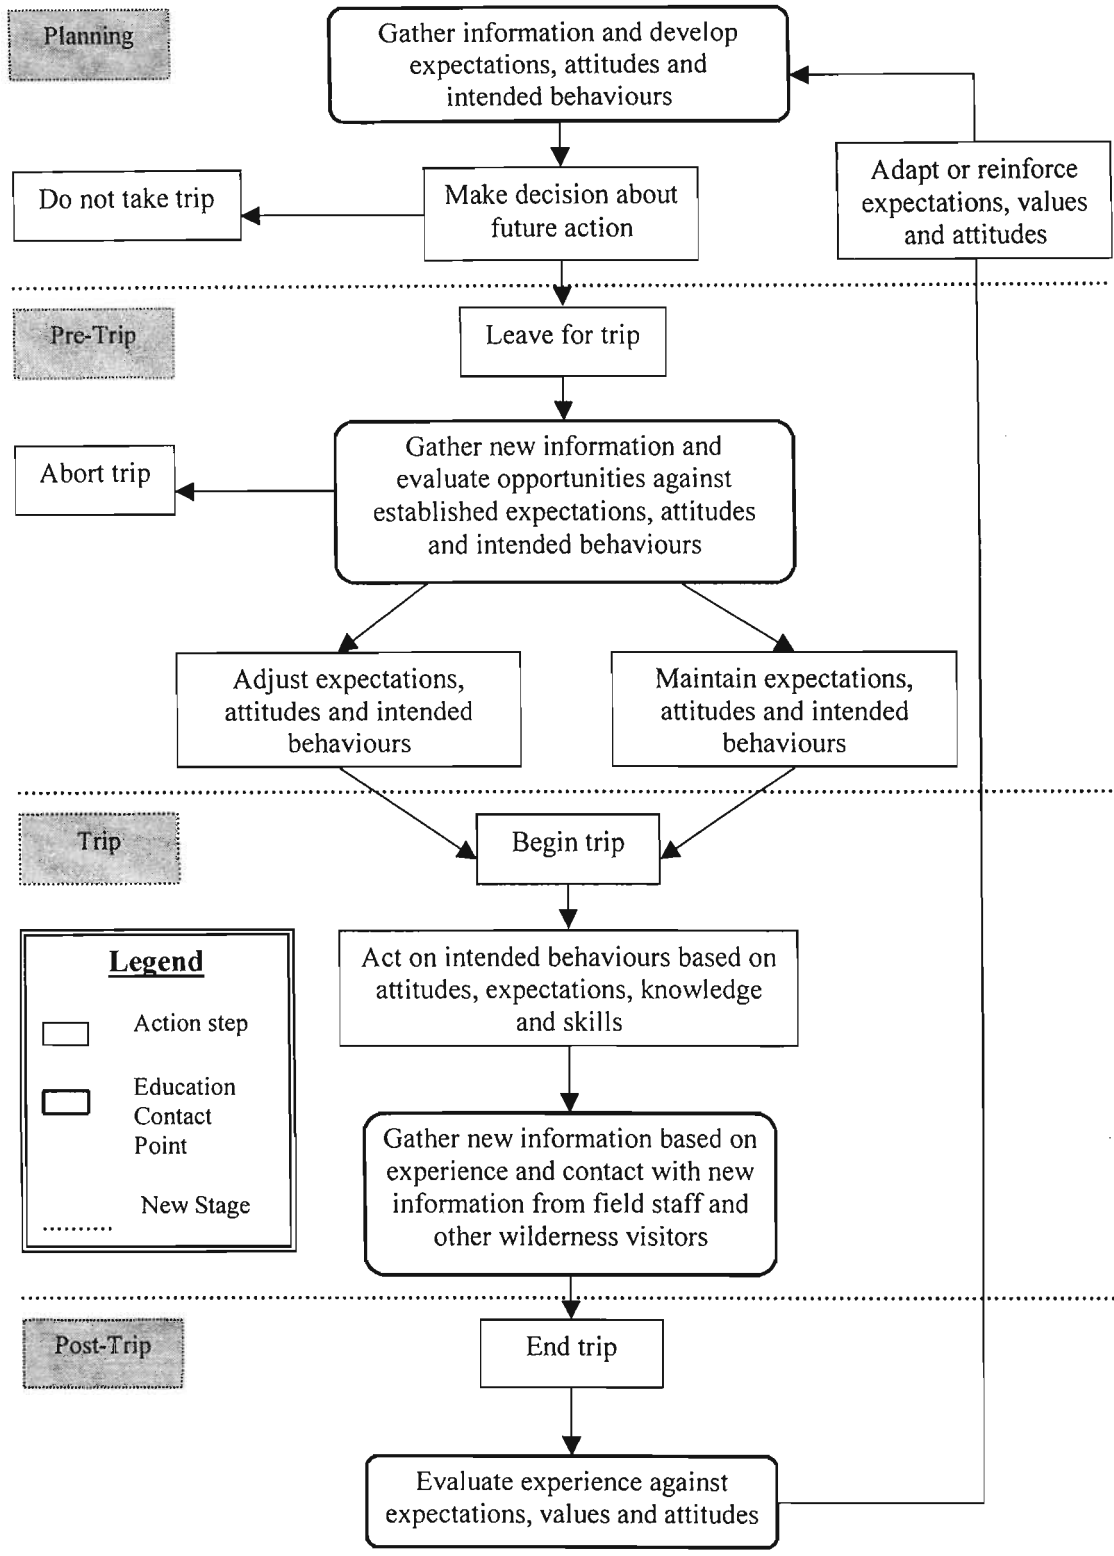 Planning
Gather information and develop
expectations, attitudes and
intended behaviours
Do not take trip
Make decision about
future action
Adapt or reinforce
expectations, values
and attitudes
Pre-Trip
Leave for trip
Abort trip
Gather new information and
evaluate opportunities against
established expectations, attitudes
and intended behaviours
Adjust expectations,
attitudes and intended
behaviours
Maintain expectations,
attitudes and intended
behaviours
Trip
Begin trip
Legend
Action step
Education
Contact
Point
New Stage
Act on intended behaviours based on
attitudes, expectations, knowledge
and skills
Gather new information based on
experience and contact with new
information from field staff and
other wilderness visitors
Post-Trip
End trip
Evaluate experience against
expectations, values and attitudes